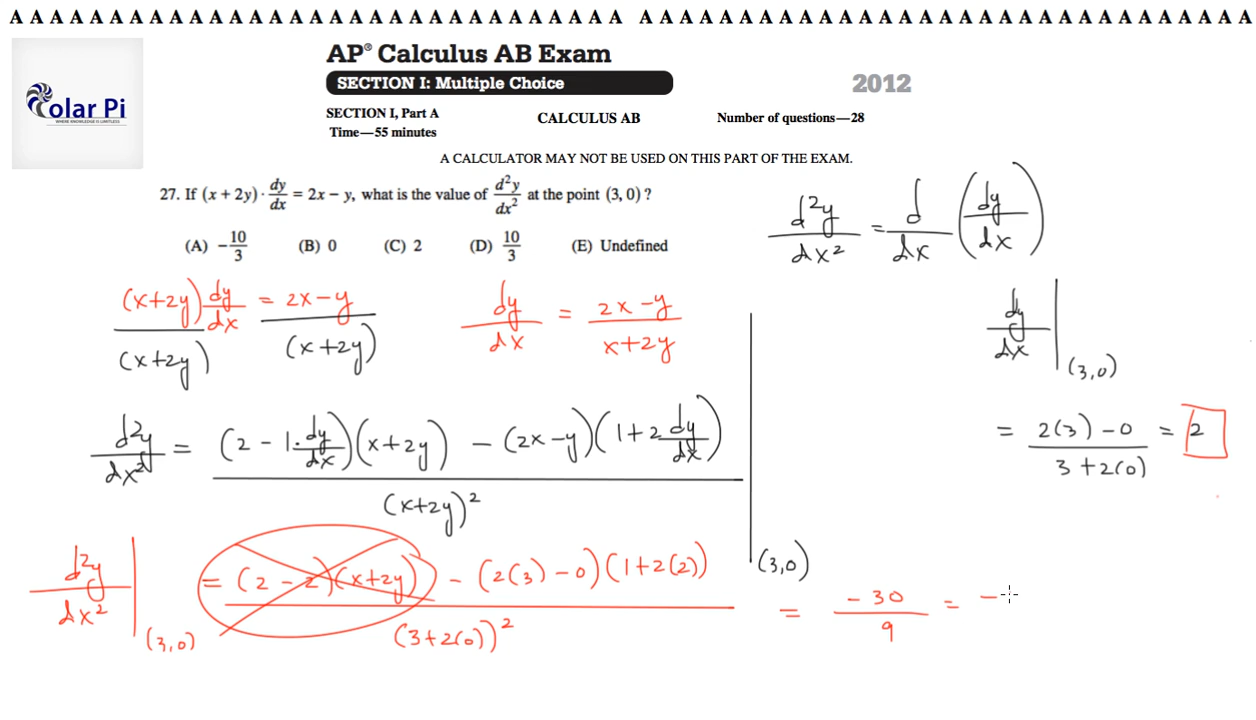 A A A A A A A A A A A A A A A A A A A A A A A A A A A A A A A A A A A A A A A A A A A A A A A A A A A A A A A A A A A A A A
olar Pi
WHERE KNOWLEDGE IS LIMITLESS
AP® Calculus AB Exam
SECTION I: Multiple Choice
2012
SECTION I, Part A
Time—55 minutes
CALCULUS AB
Number of questions—28
A CALCULATOR MAY NOT BE USED ON THIS PART OF THE EXAM.
27. If (x + 2y) · dy/dx = 2x − y, what is the value of d²y/dx² at the point (3, 0) ?
(A) −10/3 (B) 0 (C) 2 (D) 10/3 (E) Undefined
d²y/dx² = d/dx (dy/dx)
(x+2y) dy/dx / (x+2y) = 2x−y / (x+2y)
dy/dx = 2x−y / x+2y
dy/dx | (3,0)
= 2(3)−0 / 3+2(0) = 2
d²y/dx² = (2 − 1·dy/dx)(x+2y) − (2x−y)(1+2 dy/dx) / (x+2y)² | (3,0)
d²y/dx² | (3,0) = (2−2)(x+2y) − (2(3)−0)(1+2(2)) / (3+2(0))²
= −30 / 9 = −